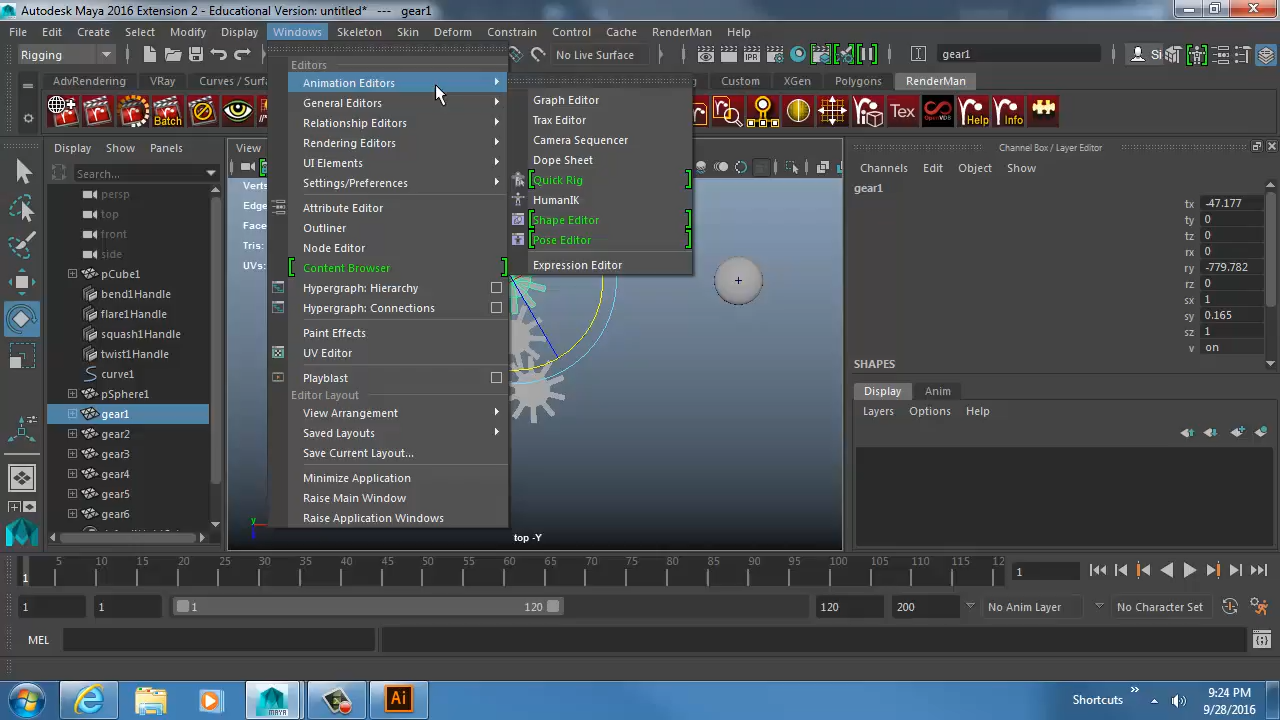 Autodesk Maya 2016 Extension 2 - Educational Version: untitled*   ---   gear1
File Edit Create Select Modify Display Windows Skeleton Skin Deform Constrain Control Cache RenderMan Help
Rigging
No Live Surface
gear1
Si
AdvRendering VRay Curves / Surfa
Custom XGen Polygons RenderMan
Batch
Tex
OpenVDB
Help
Info
Display Show Panels
Search...
persp
top
front
side
pCube1
bend1Handle
flare1Handle
squash1Handle
twist1Handle
curve1
pSphere1
gear1
gear2
gear3
gear4
gear5
gear6
View
Verts
Edge
Face
Tris:
UVs:
Editors
Animation Editors
General Editors
Relationship Editors
Rendering Editors
UI Elements
Settings/Preferences
Attribute Editor
Outliner
Node Editor
Content Browser
Hypergraph: Hierarchy
Hypergraph: Connections
Paint Effects
UV Editor
Playblast
Editor Layout
View Arrangement
Saved Layouts
Save Current Layout...
Minimize Application
Raise Main Window
Raise Application Windows
Graph Editor
Trax Editor
Camera Sequencer
Dope Sheet
Quick Rig
HumanIK
Shape Editor
Pose Editor
Expression Editor
top -Y
Channel Box / Layer Editor
Channels Edit Object Show
gear1
tx -47.177
ty 0
tz 0
rx 0
ry -779.782
rz 0
sx 1
sy 0.165
sz 1
v on
SHAPES
Display Anim
Layers Options Help
5 10 15 20 25 30 35 40 45 50 55 60 65 70 75 80 85 90 95 100 105 110 115 12
1
1
1 1 1 120 120 200 No Anim Layer No Character Set
MEL
Ai
MAYA
Shortcuts
9:24 PM
9/28/2016